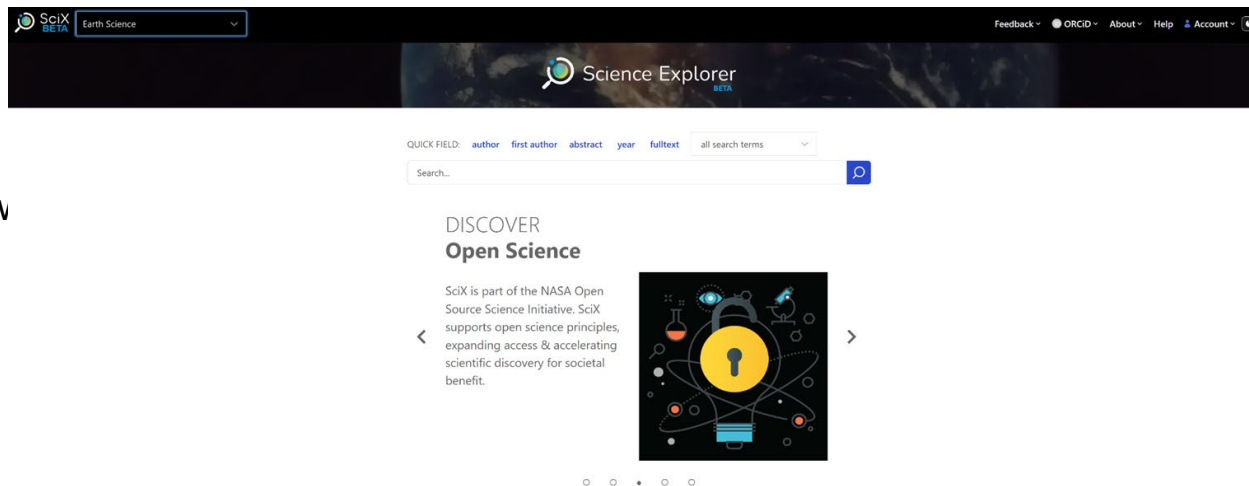 SciX
BETA
Earth Science
Feedback
ORCiD
About
Help
Account
Science Explorer
BETA
QUICK FIELD: author first author abstract year fulltext all search terms
Search...
DISCOVER
Open Science
SciX is part of the NASA Open
Source Science Initiative. SciX
supports open science principles,
expanding access & accelerating
scientific discovery for societal
benefit.